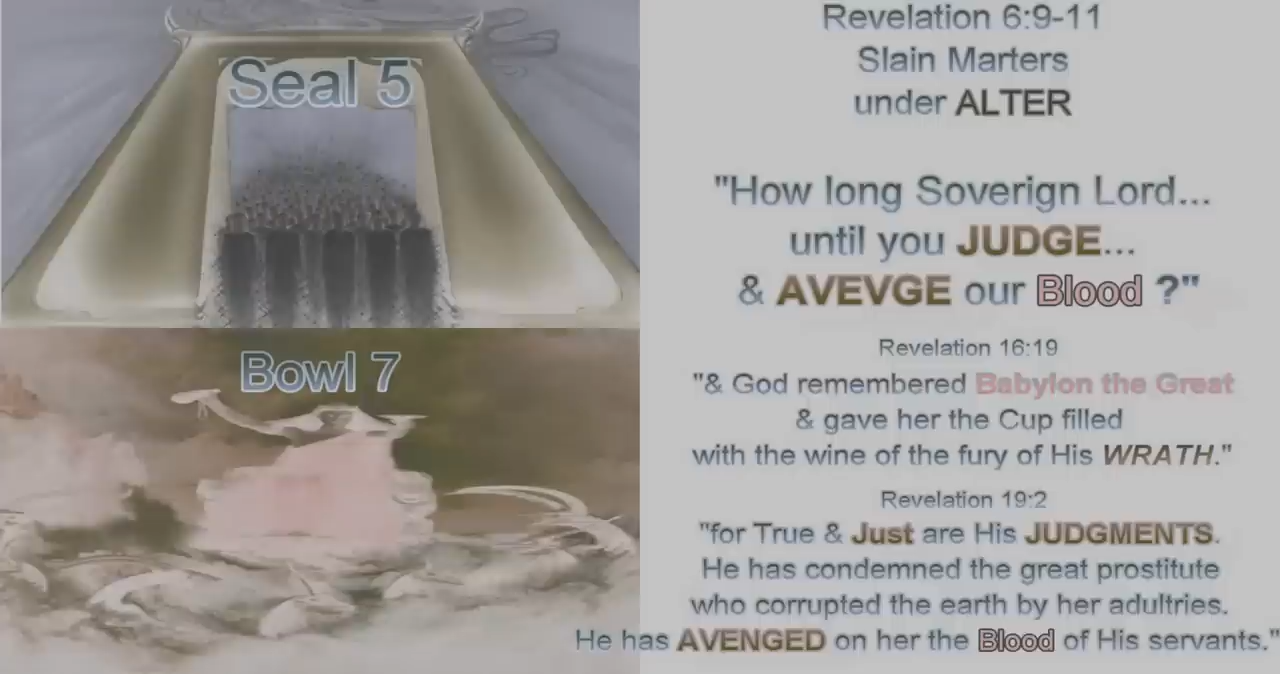 Seal 5
Bowl 7
Revelation 6:9-11
Slain Marters
under ALTER
"How long Soverign Lord...
until you JUDGE...
& AVEVGE our Blood ?"
Revelation 16:19
"& God remembered Babylon the Great
& gave her the Cup filled
with the wine of the fury of His WRATH."
Revelation 19:2
"for True & Just are His JUDGMENTS.
He has condemned the great prostitute
who corrupted the earth by her adultries.
He has AVENGED on her the Blood of His servants."